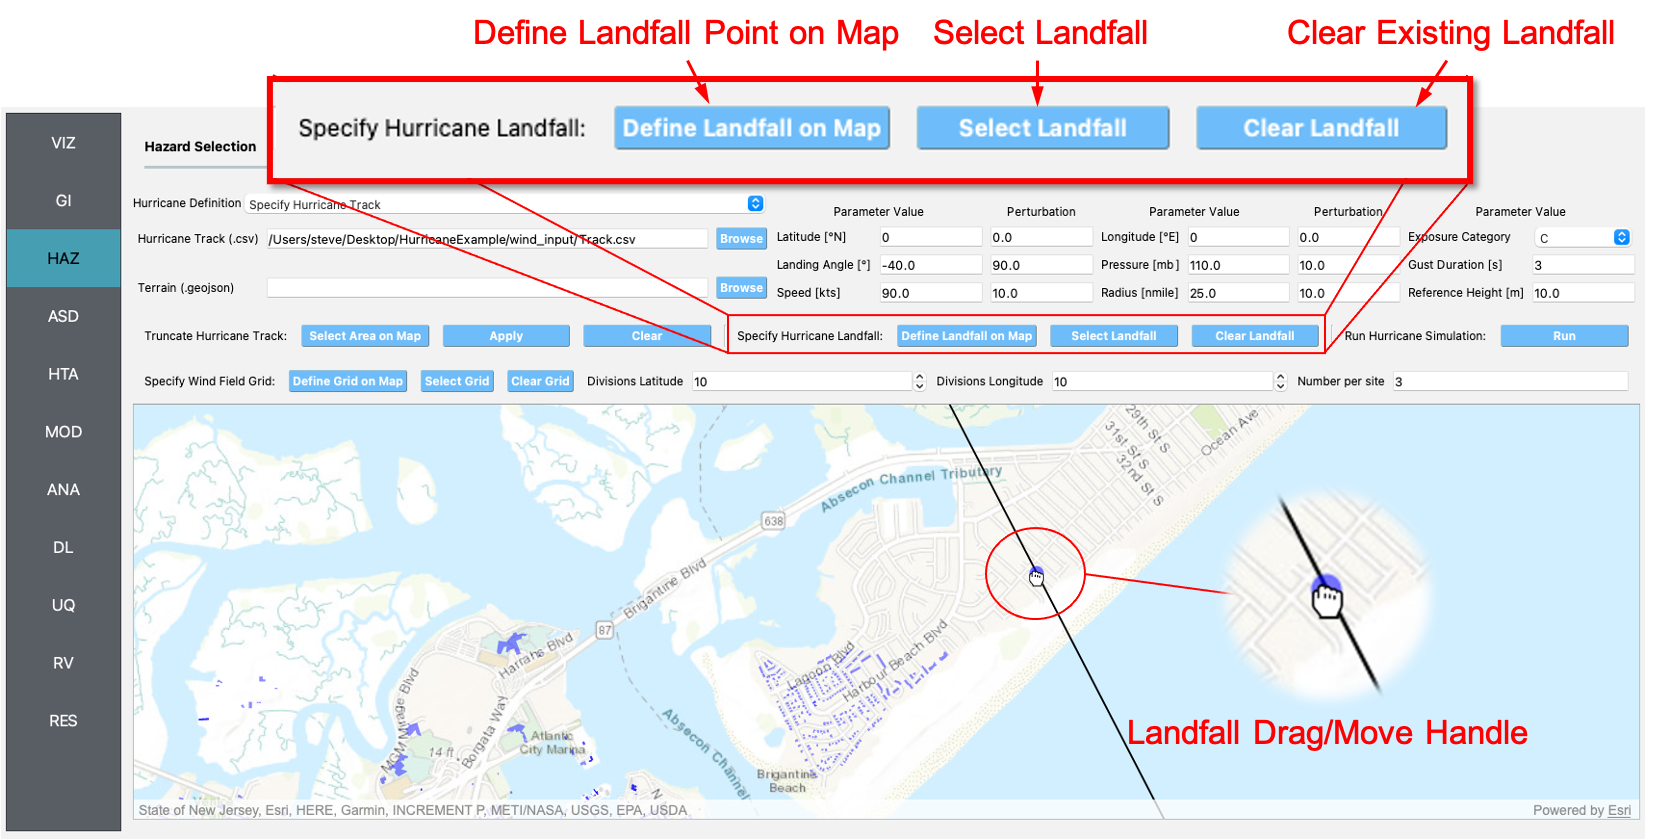 Define Landfall Point on Map Select Landfall Clear Existing Landfall
Specify Hurricane Landfall: Define Landfall on Map Select Landfall Clear Landfall
VIZ
GI
HAZ
ASD
HTA
MOD
ANA
DL
UQ
RV
RES
Hazard Selection
Hurricane Definition Specify Hurricane Track
Parameter Value Perturbation Parameter Value Perturbation Parameter Value
Hurricane Track (.csv) /Users/steve/Desktop/HurricaneExample/wind_input/Track.csv Browse Latitude [°N] 0 0.0 Longitude [°E] 0 0.0 Exposure Category C
Landing Angle [°] -40.0 90.0 Pressure [mb] 110.0 10.0 Gust Duration [s] 3
Terrain (.geojson) Browse Speed [kts] 90.0 10.0 Radius [nmile] 25.0 10.0 Reference Height [m] 10.0
Truncate Hurricane Track: Select Area on Map Apply Clear Specify Hurricane Landfall: Define Landfall on Map Select Landfall Clear Landfall Run Hurricane Simulation: Run
Specify Wind Field Grid: Define Grid on Map Select Grid Clear Grid Divisions Latitude 10 Divisions Longitude 10 Number per site 3
29th St S
31st St S
32nd St S
Ocean Ave
Absecon Channel Tributary
638
Brigantine Blvd
87
Harrahs Blvd
Lagoon Blvd
Harbour Beach Blvd
MGM Mirage Blvd
Borgata Way
14 ft
Atlantic
City Marina
Absecon Channel
Brigantine
Beach
N
Landfall Drag/Move Handle
State of New Jersey, Esri, HERE, Garmin, INCREMENT P, METI/NASA, USGS, EPA, USDA
Powered by Esri